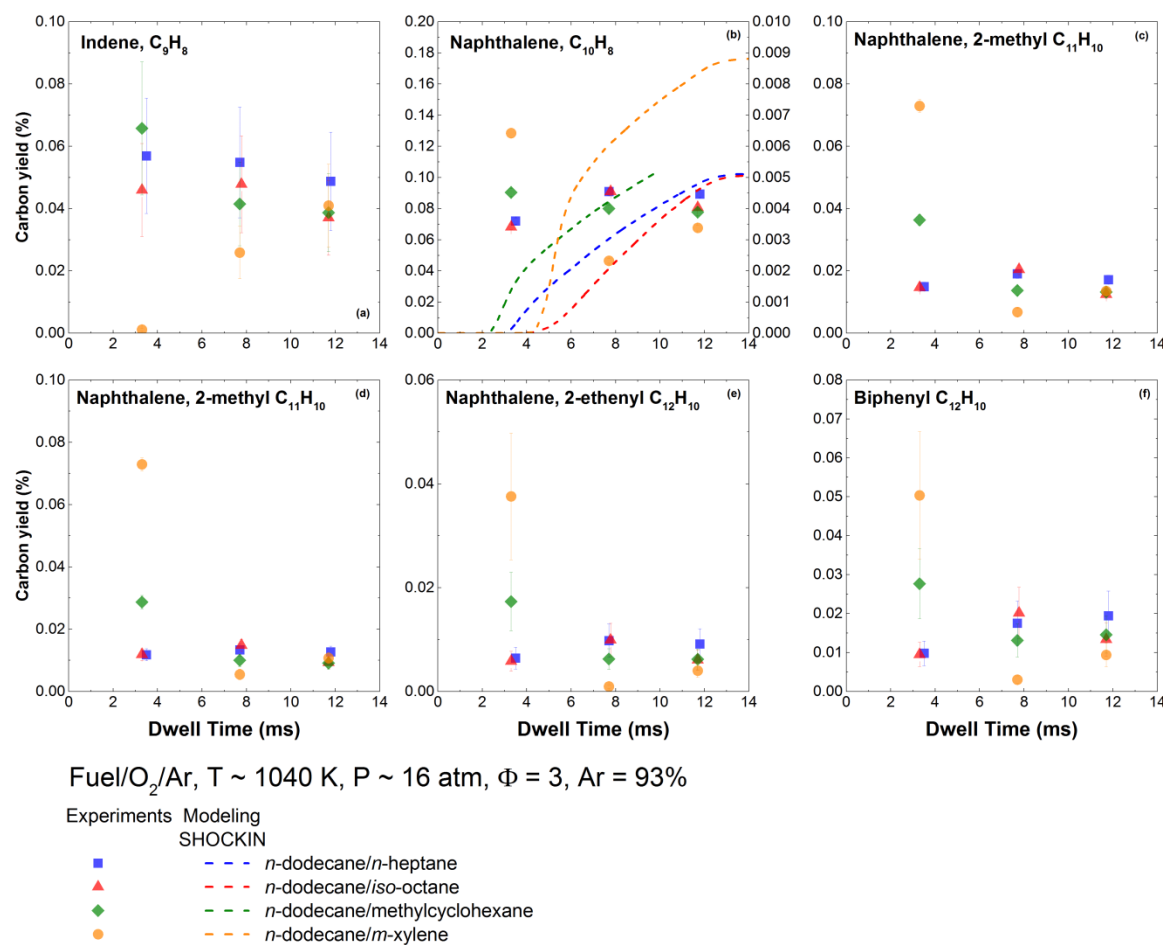 Indene, C₉H₈
(a)
Carbon yield (%)
0.10
0.08
0.06
0.04
0.02
0.00
0 2 4 6 8 10 12 14
Naphthalene, C₁₀H₈
(b)
0.20
0.18
0.16
0.14
0.12
0.10
0.08
0.06
0.04
0.02
0.00
0.010
0.009
0.008
0.007
0.006
0.005
0.004
0.003
0.002
0.001
0.000
0 2 4 6 8 10 12 14
Naphthalene, 2-methyl C₁₁H₁₀
(c)
0.10
0.08
0.06
0.04
0.02
0.00
0 2 4 6 8 10 12 14
Naphthalene, 2-methyl C₁₁H₁₀
(d)
Carbon yield (%)
0.10
0.08
0.06
0.04
0.02
0.00
0 2 4 6 8 10 12 14
Dwell Time (ms)
Naphthalene, 2-ethenyl C₁₂H₁₀
(e)
0.06
0.04
0.02
0.00
0 2 4 6 8 10 12 14
Dwell Time (ms)
Biphenyl C₁₂H₁₀
(f)
0.08
0.07
0.06
0.05
0.04
0.03
0.02
0.01
0.00
0 2 4 6 8 10 12 14
Dwell Time (ms)
Fuel/O₂/Ar, T ~ 1040 K, P ~ 16 atm, Φ = 3, Ar = 93%
Experiments Modeling
SHOCKIN
n-dodecane/n-heptane
n-dodecane/iso-octane
n-dodecane/methylcyclohexane
n-dodecane/m-xylene